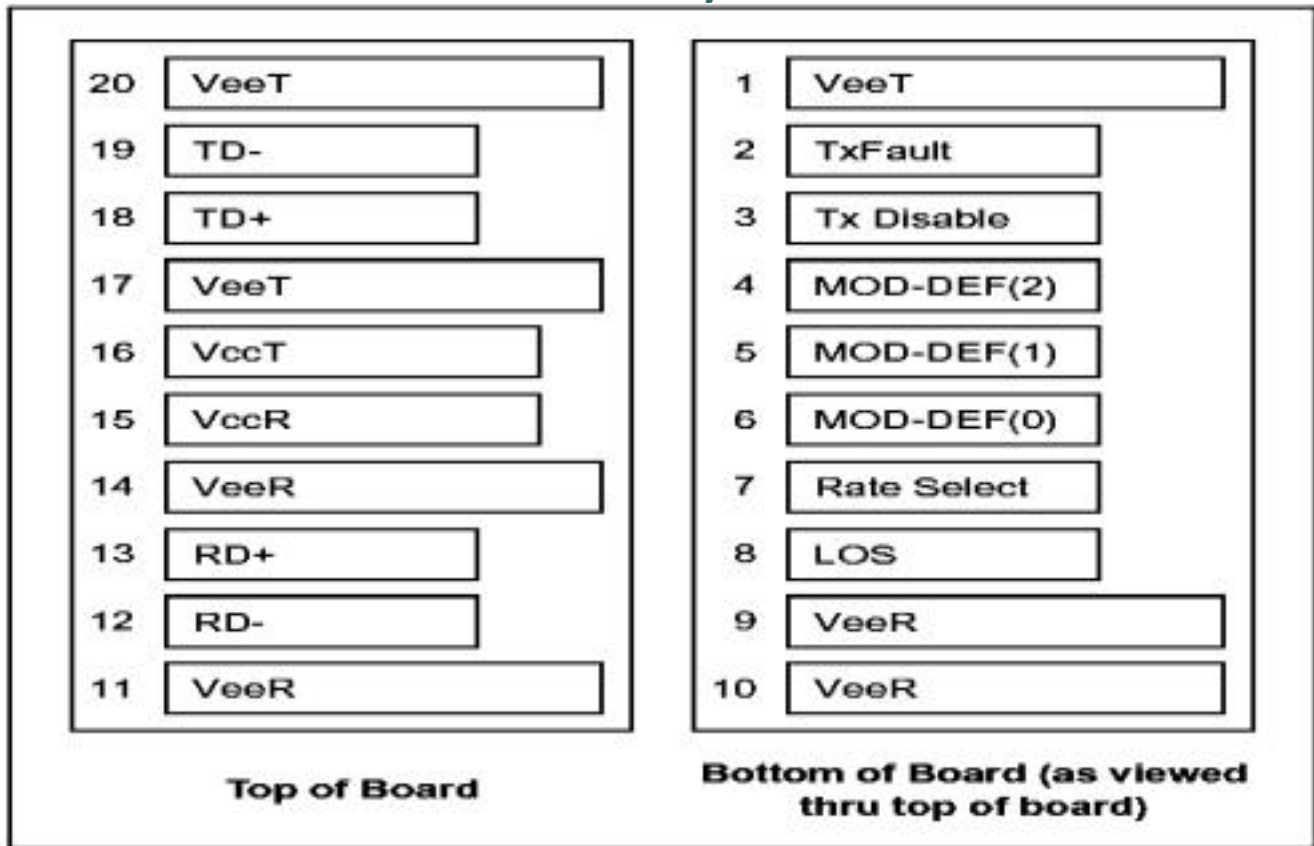 20 VeeT
19 TD-
18 TD+
17 VeeT
16 VccT
15 VccR
14 VeeR
13 RD+
12 RD-
11 VeeR
Top of Board
1 VeeT
2 TxFault
3 Tx Disable
4 MOD-DEF(2)
5 MOD-DEF(1)
6 MOD-DEF(0)
7 Rate Select
8 LOS
9 VeeR
10 VeeR
Bottom of Board (as viewed
thru top of board)